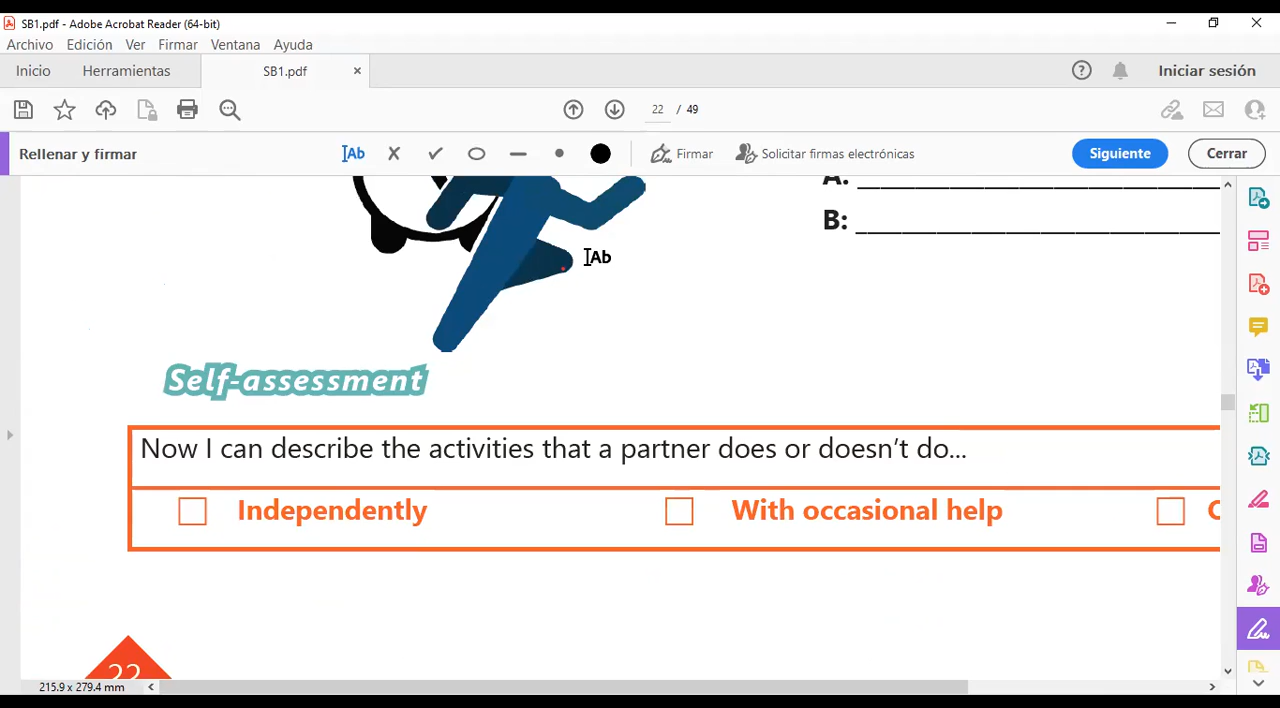 SB1.pdf - Adobe Acrobat Reader (64-bit)
Archivo Edición Ver Firmar Ventana Ayuda
Inicio Herramientas SB1.pdf × Iniciar sesión
22 / 49
Rellenar y firmar Ab Firmar Solicitar firmas electrónicas Siguiente Cerrar
A: ______________________
B: ______________________
Ab
Self-assessment
Now I can describe the activities that a partner does or doesn't do...
Independently With occasional help
22
215.9 x 279.4 mm